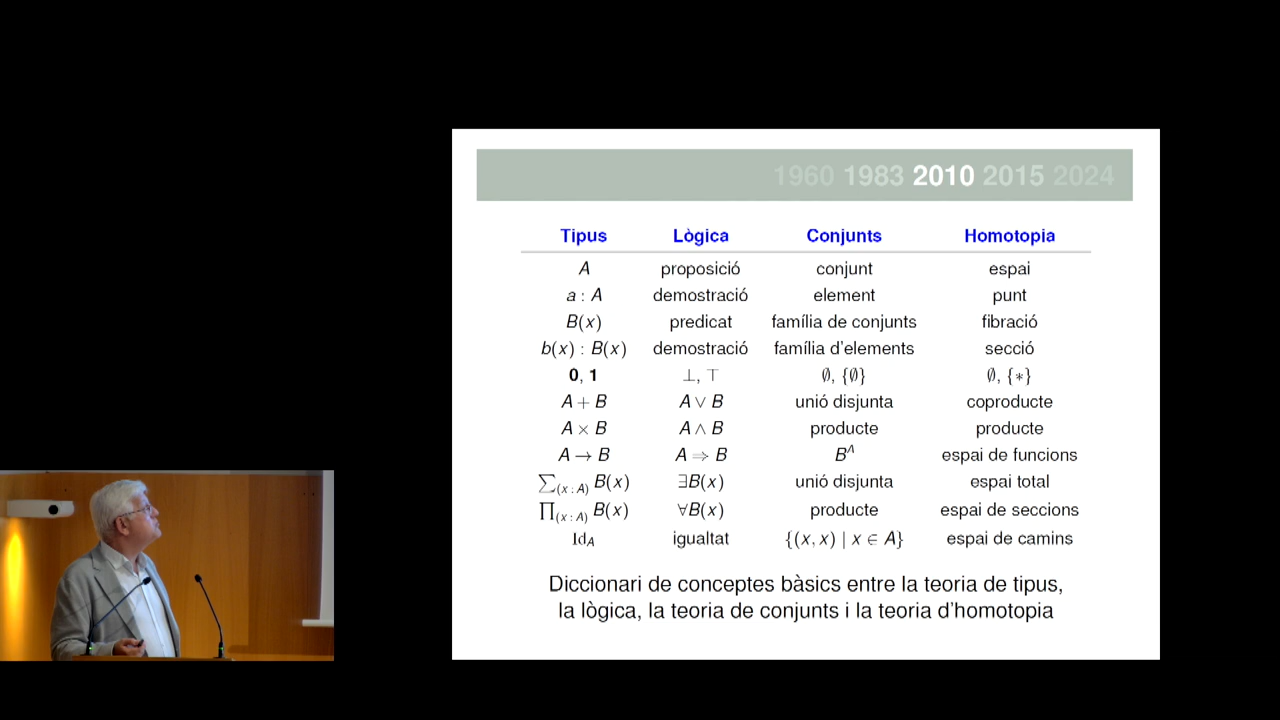 1960 1983 2010 2015 2024
Tipus Lògica Conjunts Homotopia
A proposició conjunt espai
a : A demostració element punt
B(x) predicat família de conjunts fibració
b(x) : B(x) demostració família d'elements secció
0, 1 ⊥, ⊤ ∅, {∅} ∅, {∗}
A + B A ∨ B unió disjunta coproducte
A × B A ∧ B producte producte
A → B A ⇒ B B^A espai de funcions
∑(x : A) B(x) ∃B(x) unió disjunta espai total
∏(x : A) B(x) ∀B(x) producte espai de seccions
Id_A igualtat {(x, x) | x ∈ A} espai de camins
Diccionari de conceptes bàsics entre la teoria de tipus,
la lògica, la teoria de conjunts i la teoria d'homotopia